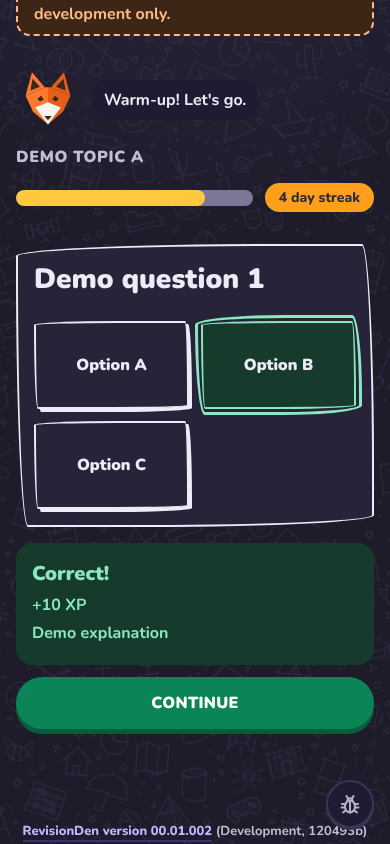 development only.
Warm-up! Let's go.
DEMO TOPIC A
4 day streak
Demo question 1
Option A
Option B
Option C
Correct!
+10 XP
Demo explanation
CONTINUE
RevisionDen version 00.01.002 (Development, 120493b)